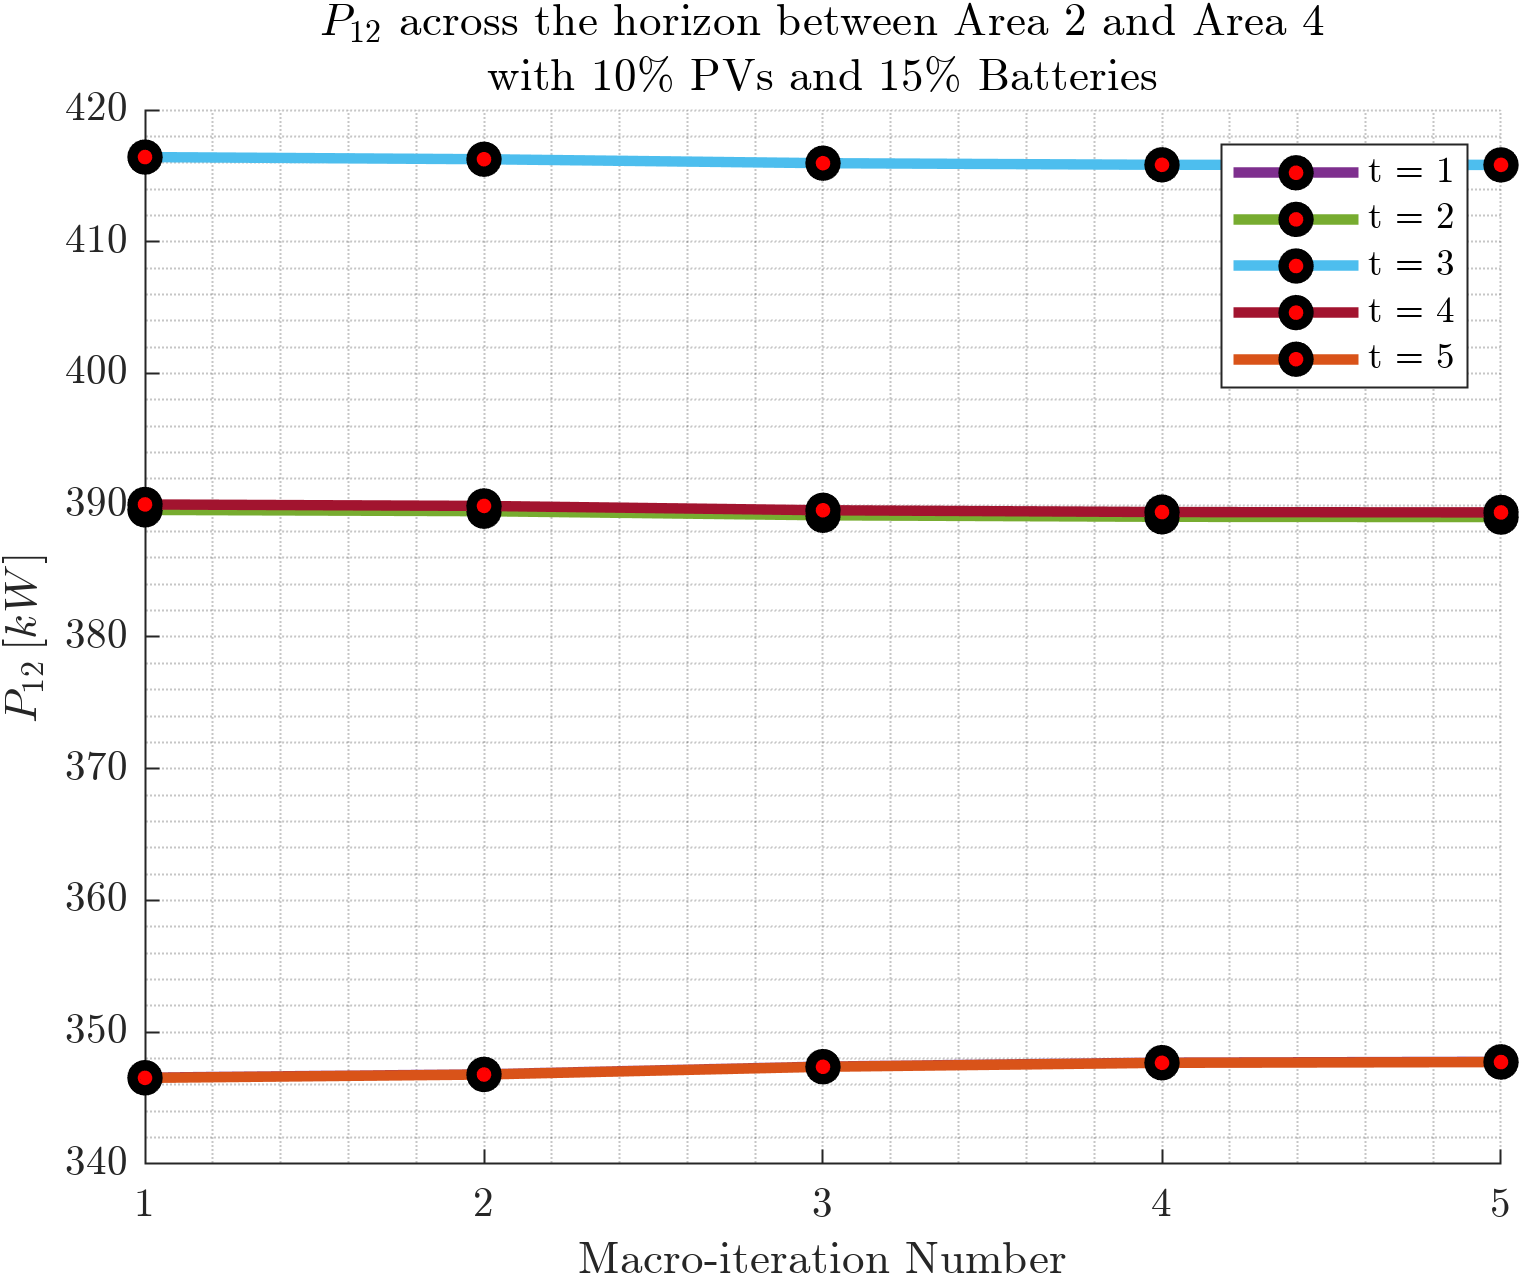 P₁₂ across the horizon between Area 2 and Area 4
with 10% PVs and 15% Batteries
420
410
400
390
380
370
360
350
340
P₁₂ [kW]
t = 1
t = 2
t = 3
t = 4
t = 5
1 2 3 4 5
Macro-iteration Number